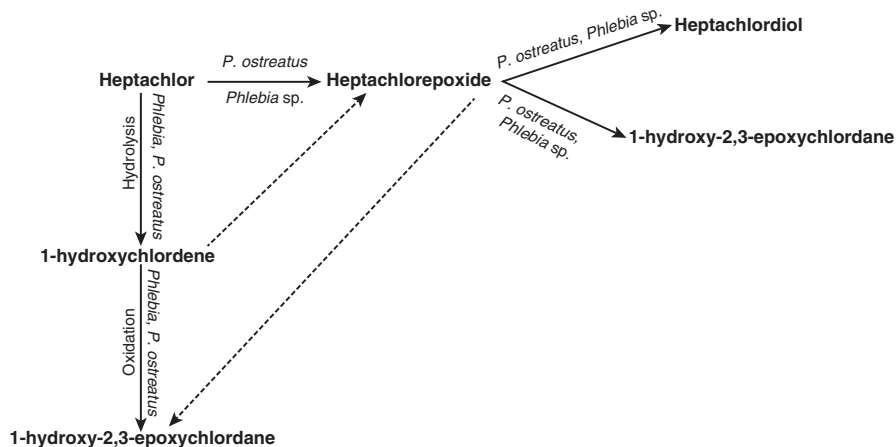 P. ostreatus, Phlebia sp.
Heptachlordiol
Heptachlor
P. ostreatus
Phlebia sp.
Heptachlorepoxide
P. ostreatus,
Phlebia sp.
1-hydroxy-2,3-epoxychlordane
Hydrolysis
Phlebia, P. ostreatus
1-hydroxychlordene
Oxidation
Phlebia, P. ostreatus
1-hydroxy-2,3-epoxychlordane